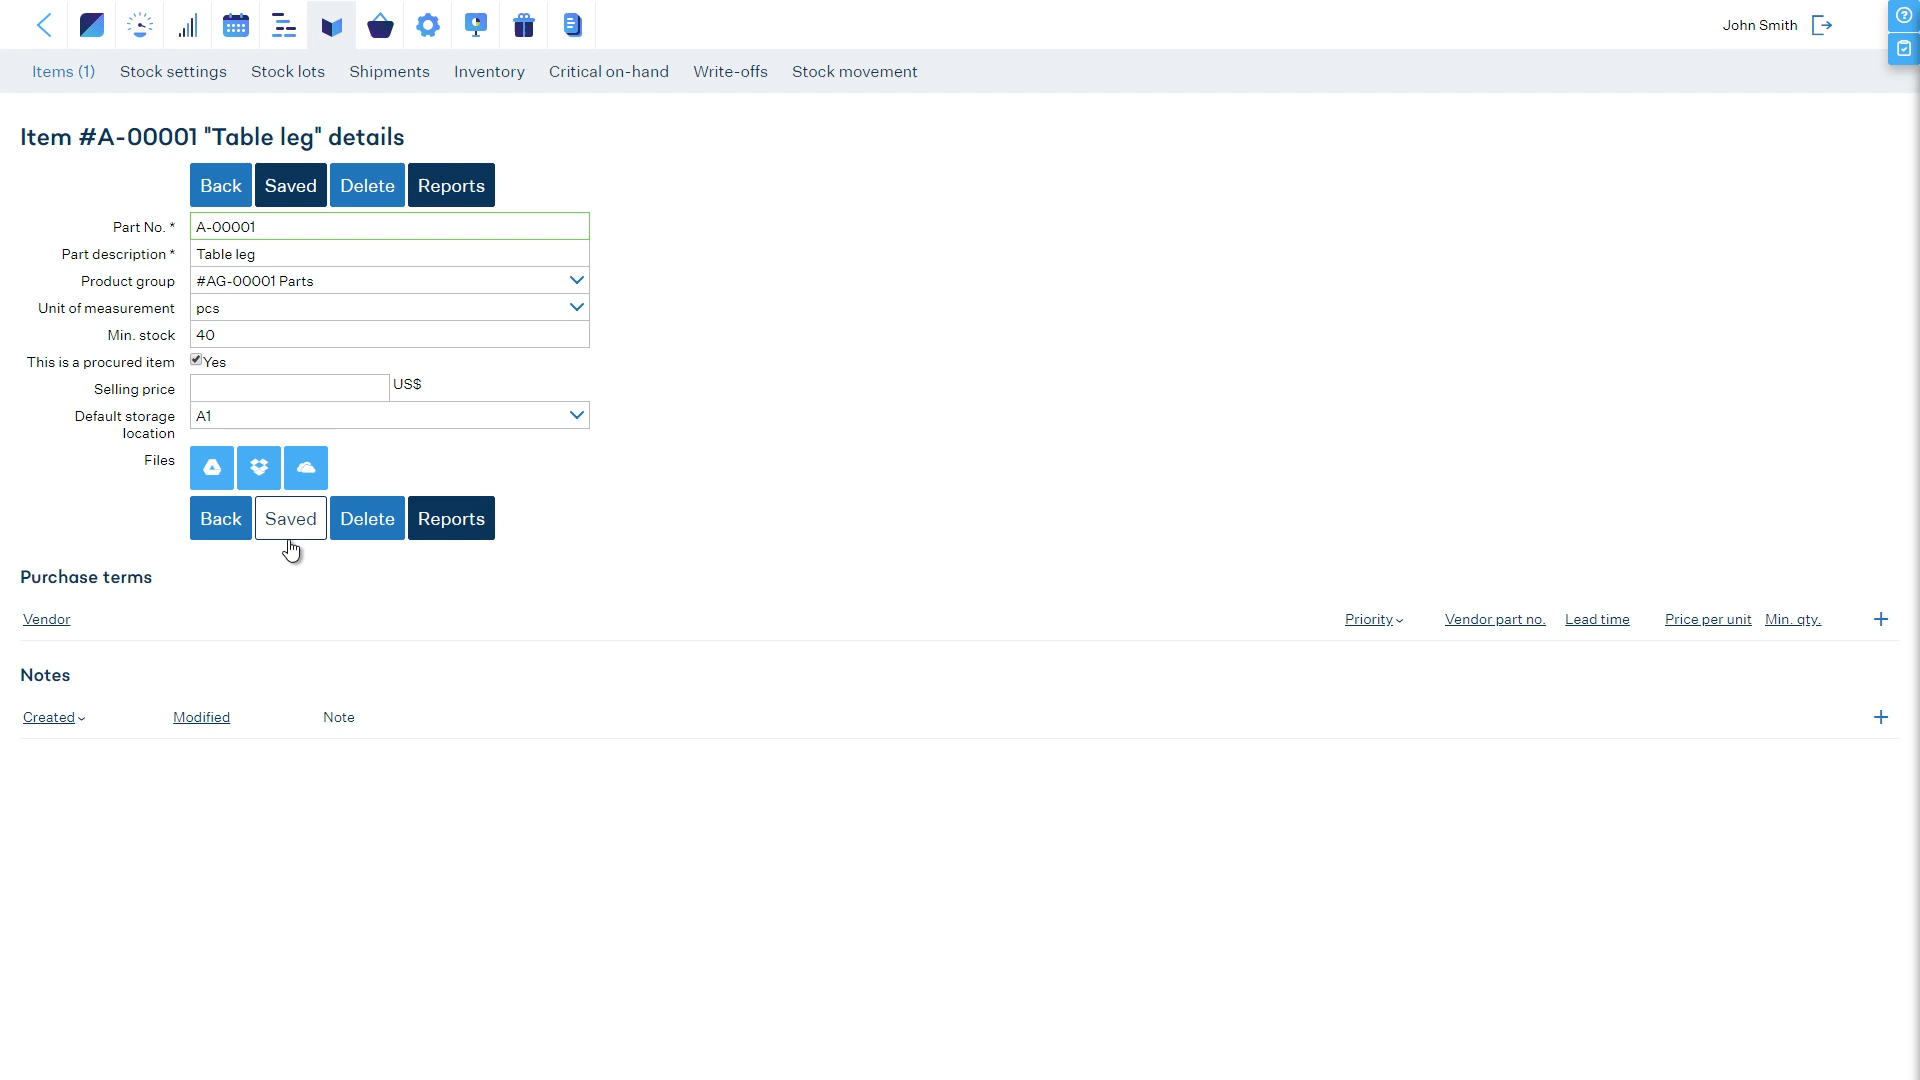 John Smith
Items (1) Stock settings Stock lots Shipments Inventory Critical on-hand Write-offs Stock movement
Item #A-00001 "Table leg" details
Back Saved Delete Reports
Part No. * A-00001
Part description * Table leg
Product group #AG-00001 Parts
Unit of measurement pcs
Min. stock 40
This is a procured item Yes
Selling price US$
Default storage location A1
Files
Back Saved Delete Reports
Purchase terms
Vendor Priority Vendor part no. Lead time Price per unit Min. qty.
Notes
Created Modified Note